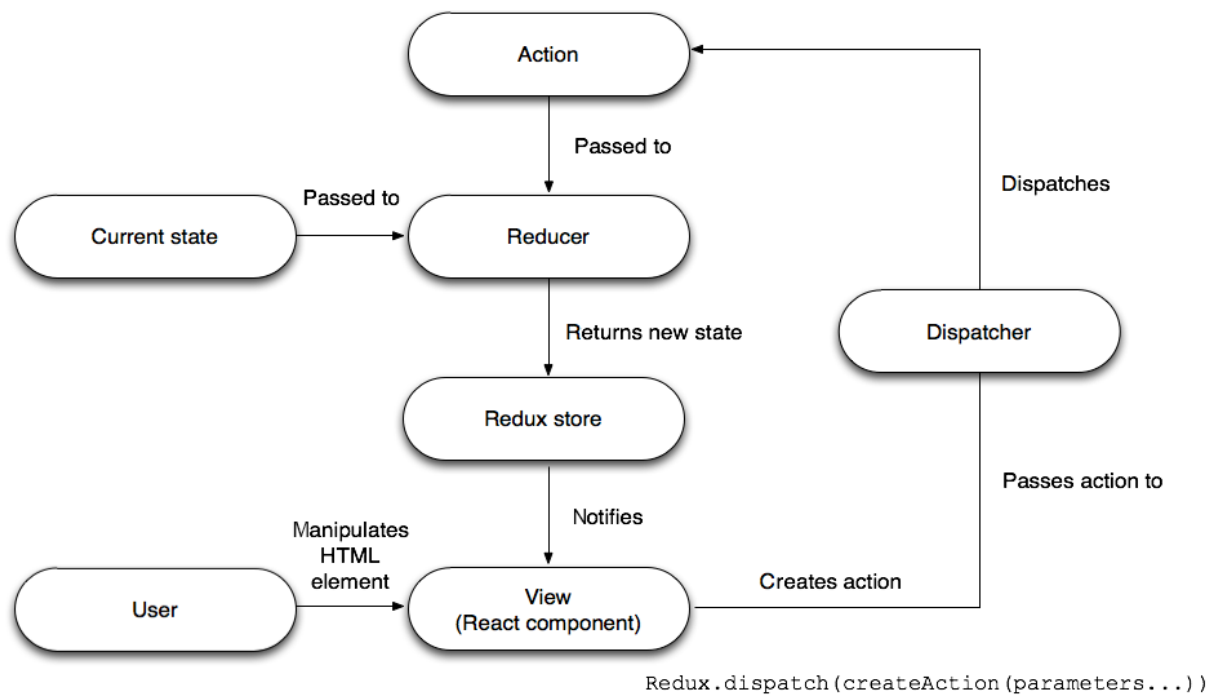 Action
Passed to
Dispatches
Passed to
Current state
Reducer
Returns new state
Dispatcher
Redux store
Passes action to
Notifies
Manipulates
HTML
element
Creates action
User
View
(React component)
Redux.dispatch(createAction(parameters...))